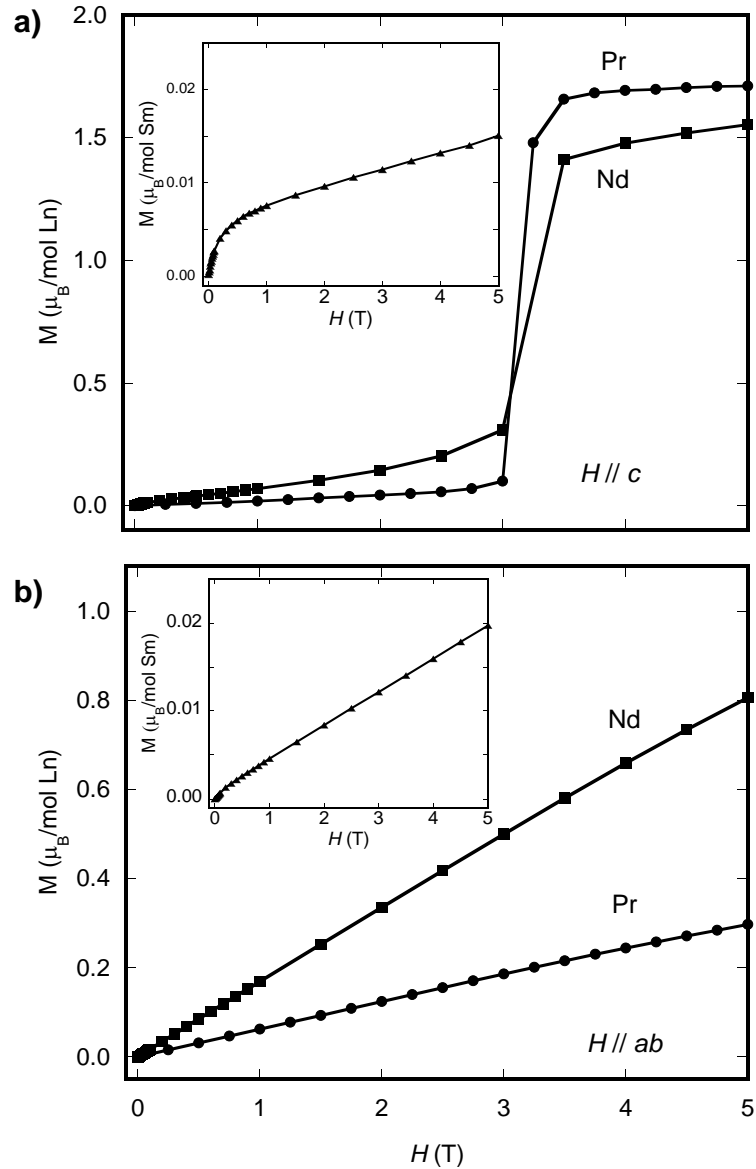 a)
2.0
1.5
1.0
0.5
0.0
M (μB/mol Ln)
0.02
0.01
0.00
M (μB/mol Sm)
0 1 2 3 4 5
H (T)
Pr
Nd
H // c
b)
1.0
0.8
0.6
0.4
0.2
0.0
M (μB/mol Ln)
0.02
0.01
0.00
M (μB/mol Sm)
0 1 2 3 4 5
H (T)
Nd
Pr
H // ab
0 1 2 3 4 5
H (T)